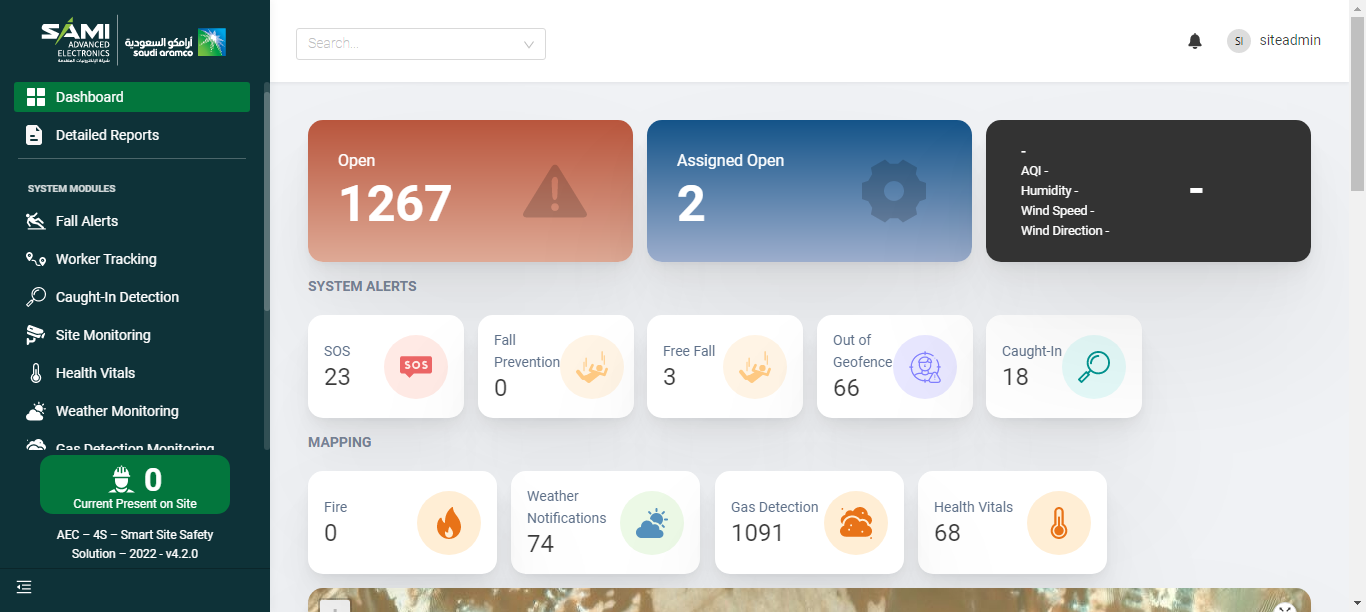 SAMI
ADVANCED
ELECTRONICS
شركة الإلكترونيات المتقدمة
أرامكو السعودية
saudi aramco
Dashboard
Detailed Reports
SYSTEM MODULES
Fall Alerts
Worker Tracking
Caught-In Detection
Site Monitoring
Health Vitals
Weather Monitoring
Gas Detection Monitoring
0
Current Present on Site
AEC – 4S – Smart Site Safety
Solution – 2022 - v4.2.0
Search...
SI
siteadmin
Open
1267
Assigned Open
2
-
AQI -
Humidity -
Wind Speed -
Wind Direction -
-
SYSTEM ALERTS
SOS
23
SOS
Fall
Prevention
0
Free Fall
3
Out of
Geofence
66
Caught-In
18
MAPPING
Fire
0
Weather
Notifications
74
Gas Detection
1091
Health Vitals
68